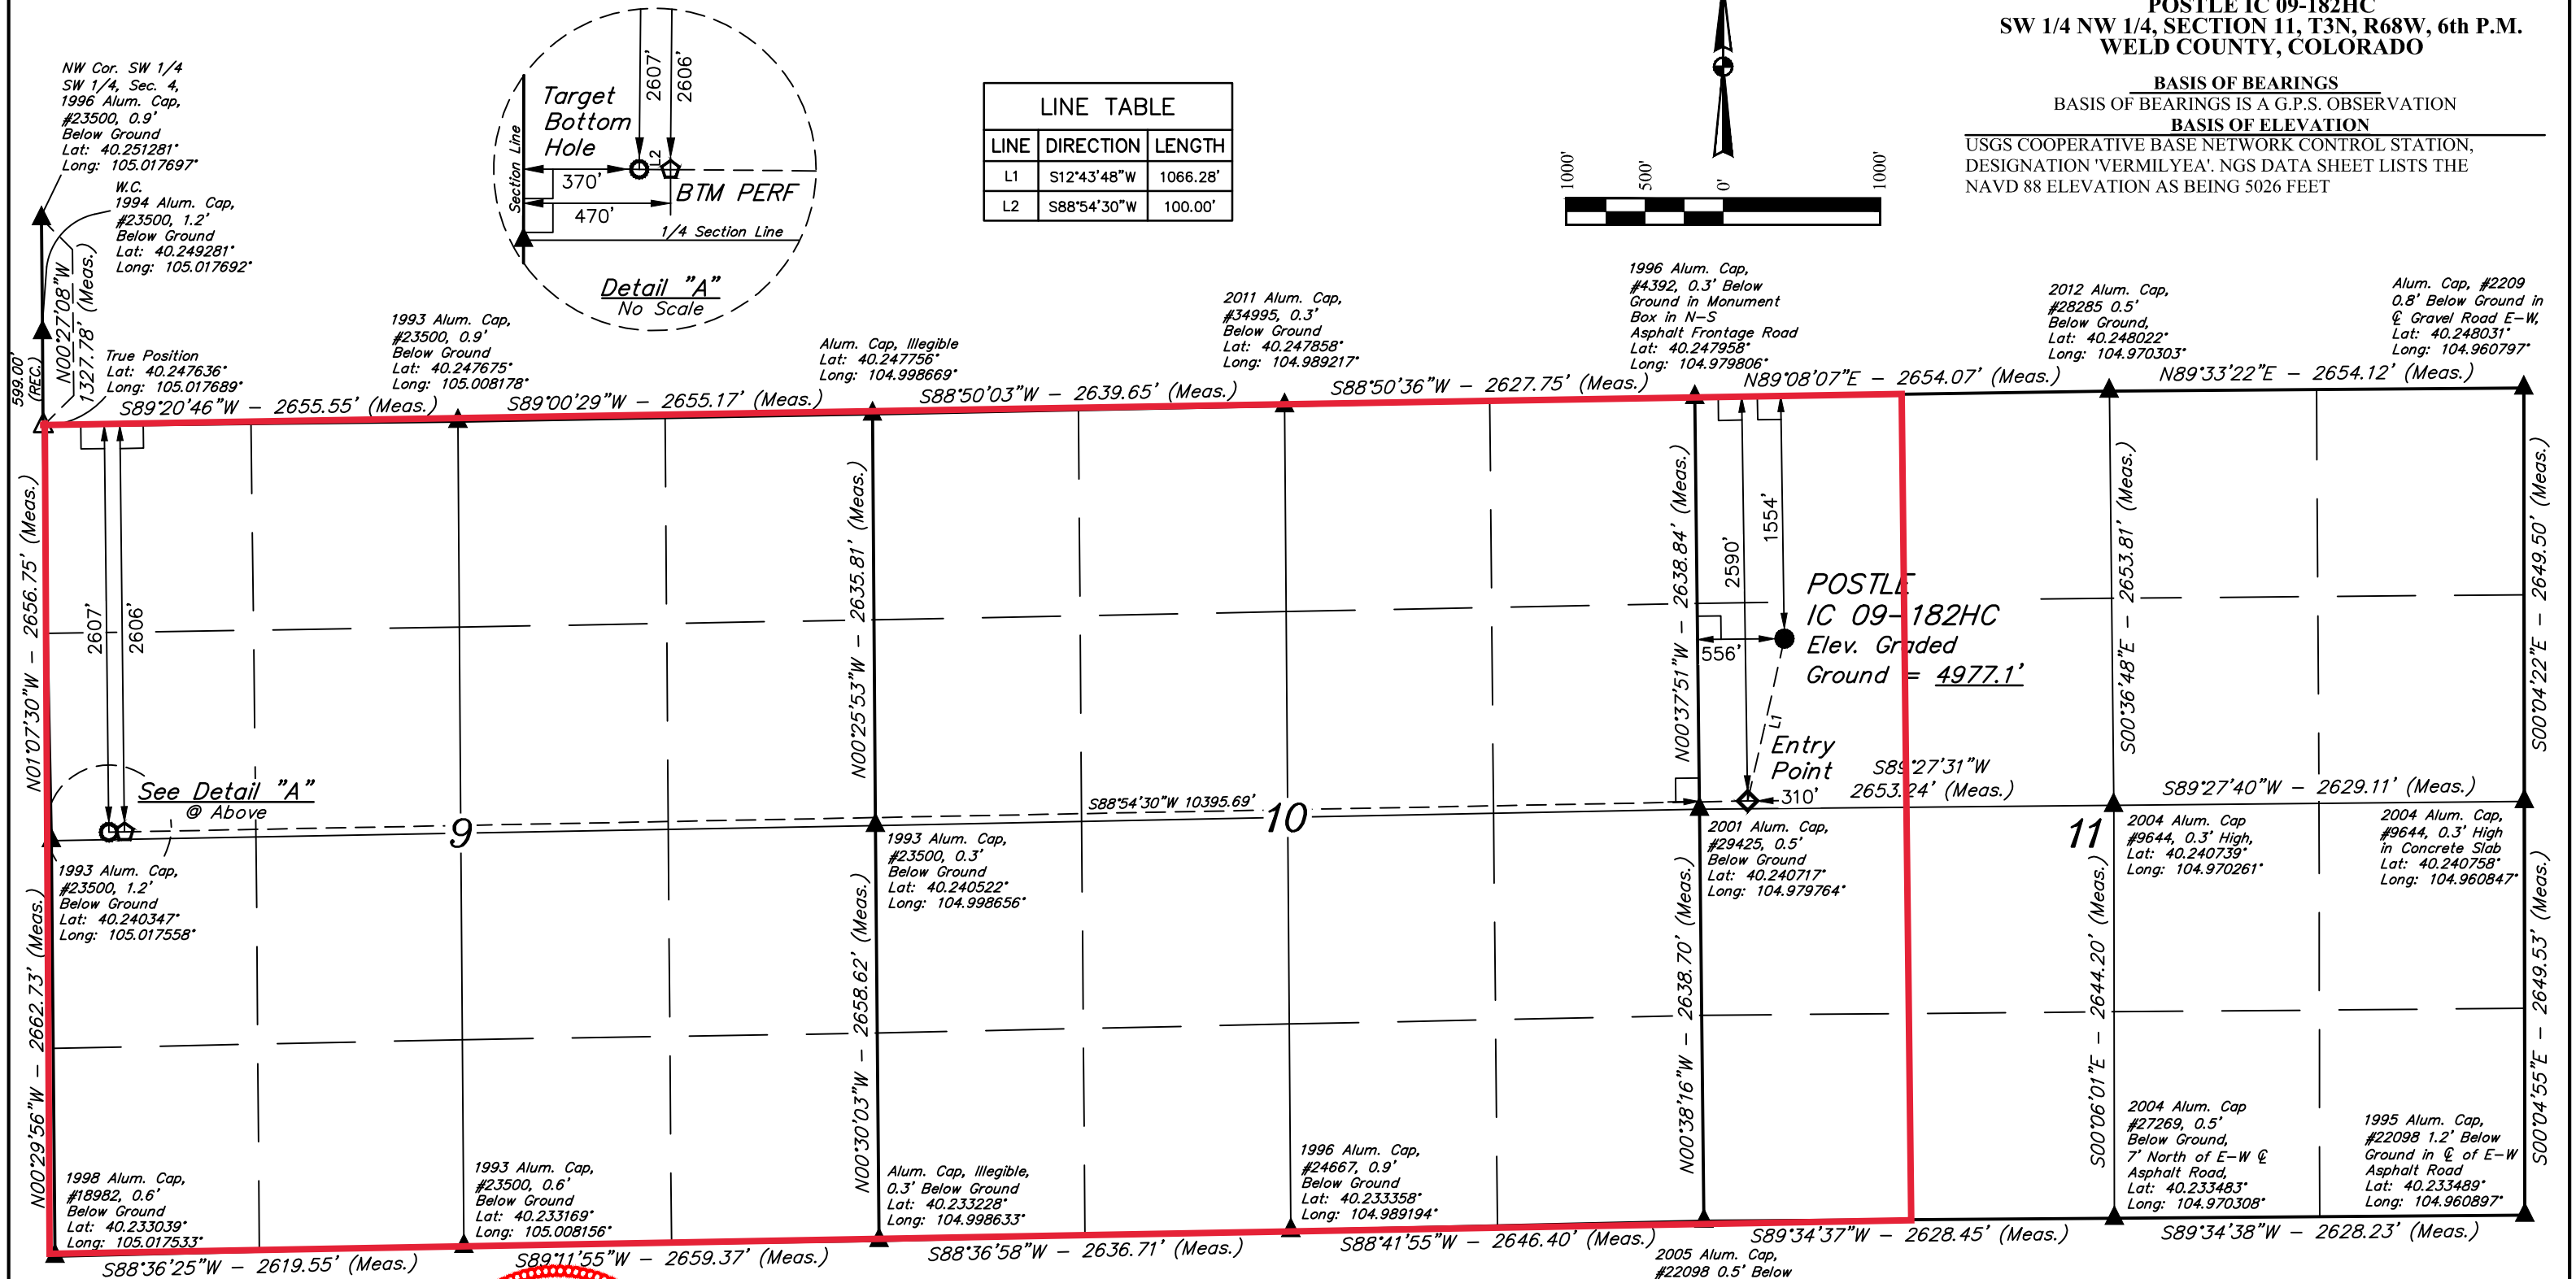 POSTLE IC 09-182HC
SW 1/4 NW 1/4, SECTION 11, T3N, R68W, 6th P.M.
WELD COUNTY, COLORADO
BASIS OF BEARINGS
BASIS OF BEARINGS IS A G.P.S. OBSERVATION
BASIS OF ELEVATION
USGS COOPERATIVE BASE NETWORK CONTROL STATION,
DESIGNATION 'VERMILYEA'. NGS DATA SHEET LISTS THE
NAVD 88 ELEVATION AS BEING 5026 FEET
NW Cor. SW 1/4
SW 1/4, Sec. 4,
1996 Alum. Cap,
#23500, 0.9'
Below Ground
Lat: 40.251281°
Long: 105.017697°
W.C.
1994 Alum. Cap,
#23500, 1.2'
Below Ground
Lat: 40.249281°
Long: 105.017692°
N00°27'08"W
1327.78' (Meas.)
599.00'
(REC.)
True Position
Lat: 40.247636°
Long: 105.017689°
Target
Bottom
Hole
2607'
2606'
L2
Section Line
370'
470'
BTM PERF
1/4 Section Line
Detail "A"
No Scale
LINE TABLE
LINE DIRECTION LENGTH
L1 S12°43'48"W 1066.28'
L2 S88°54'30"W 100.00'
1000'
500'
0'
1000'
1993 Alum. Cap,
#23500, 0.9'
Below Ground
Lat: 40.247675°
Long: 105.008178°
Alum. Cap, Illegible
Lat: 40.247756°
Long: 104.998669°
2011 Alum. Cap,
#34995, 0.3'
Below Ground
Lat: 40.247858°
Long: 104.989217°
1996 Alum. Cap,
#4392, 0.3' Below
Ground in Monument
Box in N-S
Asphalt Frontage Road
Lat: 40.247958°
Long: 104.979806°
2012 Alum. Cap,
#28285 0.5'
Below Ground,
Lat: 40.248022°
Long: 104.970303°
Alum. Cap, #2209
0.8' Below Ground in
℄ Gravel Road E-W,
Lat: 40.248031°
Long: 104.960797°
S89°20'46"W - 2655.55' (Meas.)
S89°00'29"W - 2655.17' (Meas.)
S88°50'03"W - 2639.65' (Meas.)
S88°50'36"W - 2627.75' (Meas.)
N89°08'07"E - 2654.07' (Meas.)
N89°33'22"E - 2654.12' (Meas.)
N01°07'30"W - 2656.75' (Meas.)
2607'
2606'
N00°25'53"W - 2635.81' (Meas.)
N00°37'51"W - 2638.84' (Meas.)
2590'
1554'
556'
POSTLE
IC 09-182HC
Elev. Graded
Ground = 4977.1'
L1
Entry
Point
310'
S00°36'48"E - 2653.81' (Meas.)
S00°04'22"E - 2649.50' (Meas.)
See Detail "A"
@ Above
S88°54'30"W 10395.69'
S89°27'31"W
2653.24' (Meas.)
S89°27'40"W - 2629.11' (Meas.)
9
10
11
1993 Alum. Cap,
#23500, 1.2'
Below Ground
Lat: 40.240347°
Long: 105.017558°
1993 Alum. Cap,
#23500, 0.3'
Below Ground
Lat: 40.240522°
Long: 104.998656°
2001 Alum. Cap,
#29425, 0.5'
Below Ground
Lat: 40.240717°
Long: 104.979764°
2004 Alum. Cap
#9644, 0.3' High,
Lat: 40.240739°
Long: 104.970261°
2004 Alum. Cap,
#9644, 0.3' High
in Concrete Slab
Lat: 40.240758°
Long: 104.960847°
N00°29'56"W - 2662.73' (Meas.)
N00°30'03"W - 2658.62' (Meas.)
N00°38'16"W - 2638.70' (Meas.)
S00°06'01"E - 2644.20' (Meas.)
S00°04'55"E - 2649.53' (Meas.)
1998 Alum. Cap,
#18982, 0.6'
Below Ground
Lat: 40.233039°
Long: 105.017533°
1993 Alum. Cap,
#23500, 0.6'
Below Ground
Lat: 40.233169°
Long: 105.008156°
Alum. Cap, Illegible,
0.3' Below Ground
Lat: 40.233228°
Long: 104.998633°
1996 Alum. Cap,
#24667, 0.9'
Below Ground
Lat: 40.233358°
Long: 104.989194°
2004 Alum. Cap
#27269, 0.5'
Below Ground,
7' North of E-W ℄
Asphalt Road,
Lat: 40.233483°
Long: 104.970308°
1995 Alum. Cap,
#22098 1.2' Below
Ground in ℄ of E-W
Asphalt Road
Lat: 40.233489°
Long: 104.960897°
S88°36'25"W - 2619.55' (Meas.)
S89°11'55"W - 2659.37' (Meas.)
S88°36'58"W - 2636.71' (Meas.)
S88°41'55"W - 2646.40' (Meas.)
S89°34'37"W - 2628.45' (Meas.)
S89°34'38"W - 2628.23' (Meas.)
2005 Alum. Cap,
#22098 0.5' Below